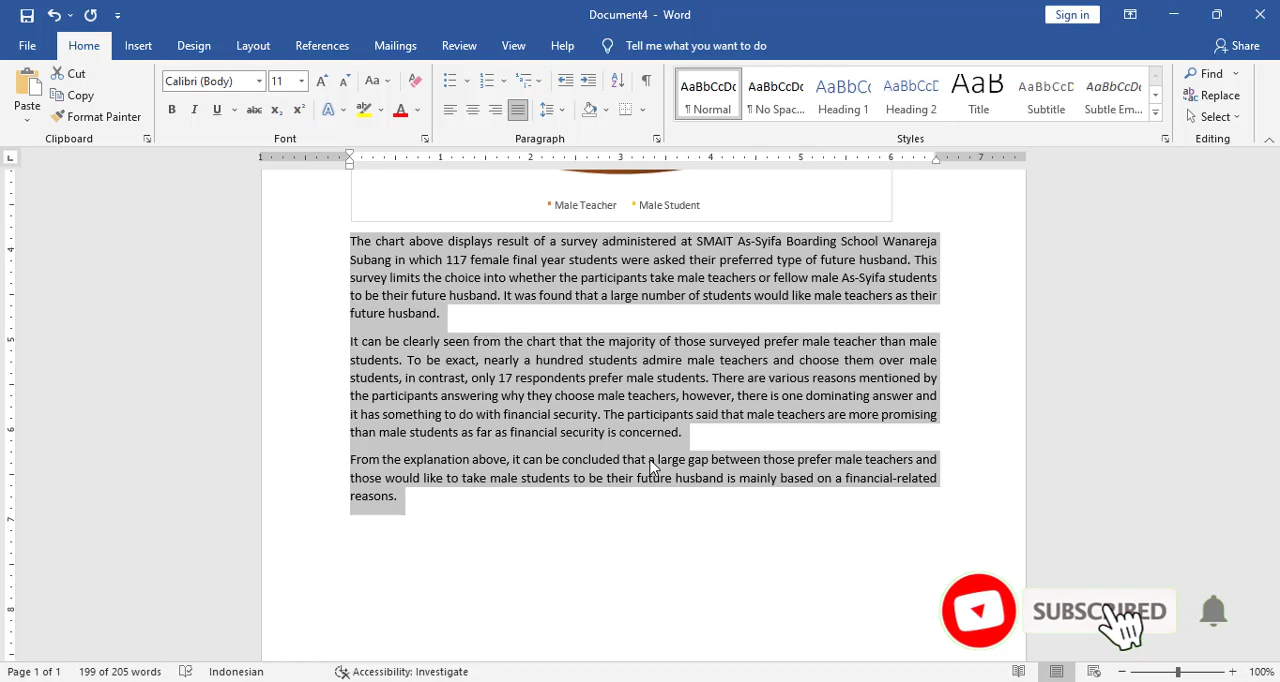 Document4 - Word
Sign in
File Home Insert Design Layout References Mailings Review View Help Tell me what you want to do Share
Paste Cut Copy Format Painter
Clipboard
Calibri (Body) 11
Font
Paragraph
AaBbCcDc AaBbCcDc AaBbCc AaBbCcD AaB AaBbCcD AaBbCcDc
¶ Normal ¶ No Spac... Heading 1 Heading 2 Title Subtitle Subtle Em...
Styles
Find Replace Select
Editing
1 1 2 3 4 5 6 7
Male Teacher Male Student
The chart above displays result of a survey administered at SMAIT As-Syifa Boarding School Wanareja
Subang in which 117 female final year students were asked their preferred type of future husband. This
survey limits the choice into whether the participants take male teachers or fellow male As-Syifa students
to be their future husband. It was found that a large number of students would like male teachers as their
future husband.
It can be clearly seen from the chart that the majority of those surveyed prefer male teacher than male
students. To be exact, nearly a hundred students admire male teachers and choose them over male
students, in contrast, only 17 respondents prefer male students. There are various reasons mentioned by
the participants answering why they choose male teachers, however, there is one dominating answer and
it has something to do with financial security. The participants said that male teachers are more promising
than male students as far as financial security is concerned.
From the explanation above, it can be concluded that a large gap between those prefer male teachers and
those would like to take male students to be their future husband is mainly based on a financial-related
reasons.
SUBSCRIBED
Page 1 of 1 199 of 205 words Indonesian Accessibility: Investigate 100%